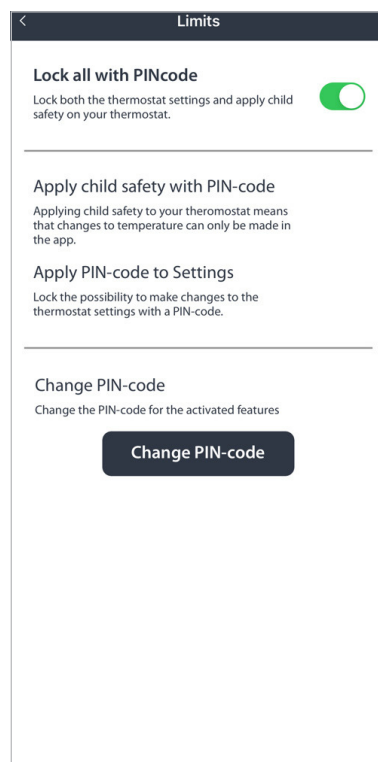 Limits
Lock all with PINcode
Lock both the thermostat settings and apply child
safety on your thermostat.
Apply child safety with PIN-code
Applying child safety to your theromostat means
that changes to temperature can only be made in
the app.
Apply PIN-code to Settings
Lock the possibility to make changes to the
thermostat settings with a PIN-code.
Change PIN-code
Change the PIN-code for the activated features
Change PIN-code